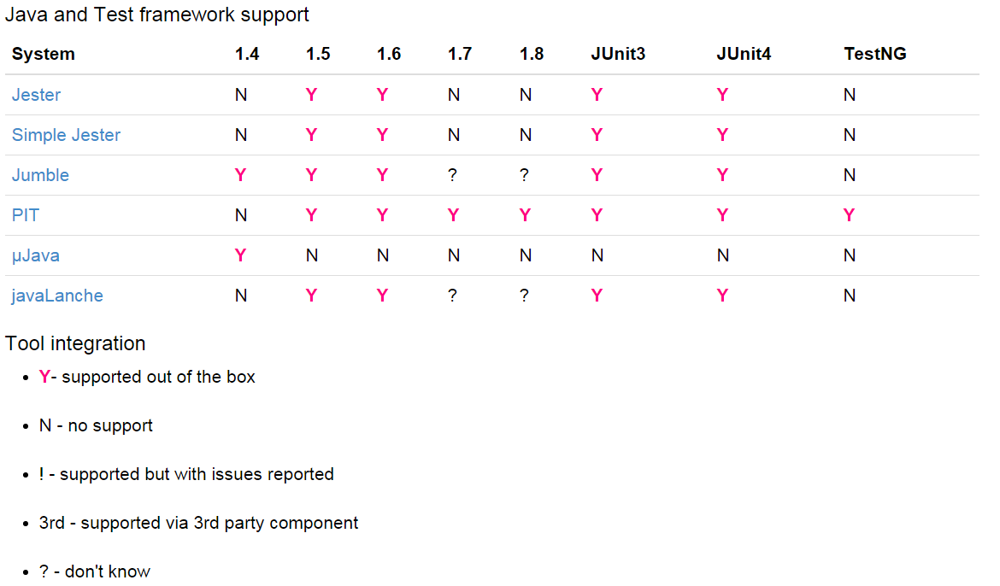 Java and Test framework support
System 1.4 1.5 1.6 1.7 1.8 JUnit3 JUnit4 TestNG
Jester N Y Y N N Y Y N
Simple Jester N Y Y N N Y Y N
Jumble Y Y Y ? ? Y Y N
PIT N Y Y Y Y Y Y Y
µJava Y N N N N N N N
javaLanche N Y Y ? ? Y Y N
Tool integration
• Y- supported out of the box
• N - no support
• ! - supported but with issues reported
• 3rd - supported via 3rd party component
• ? - don't know